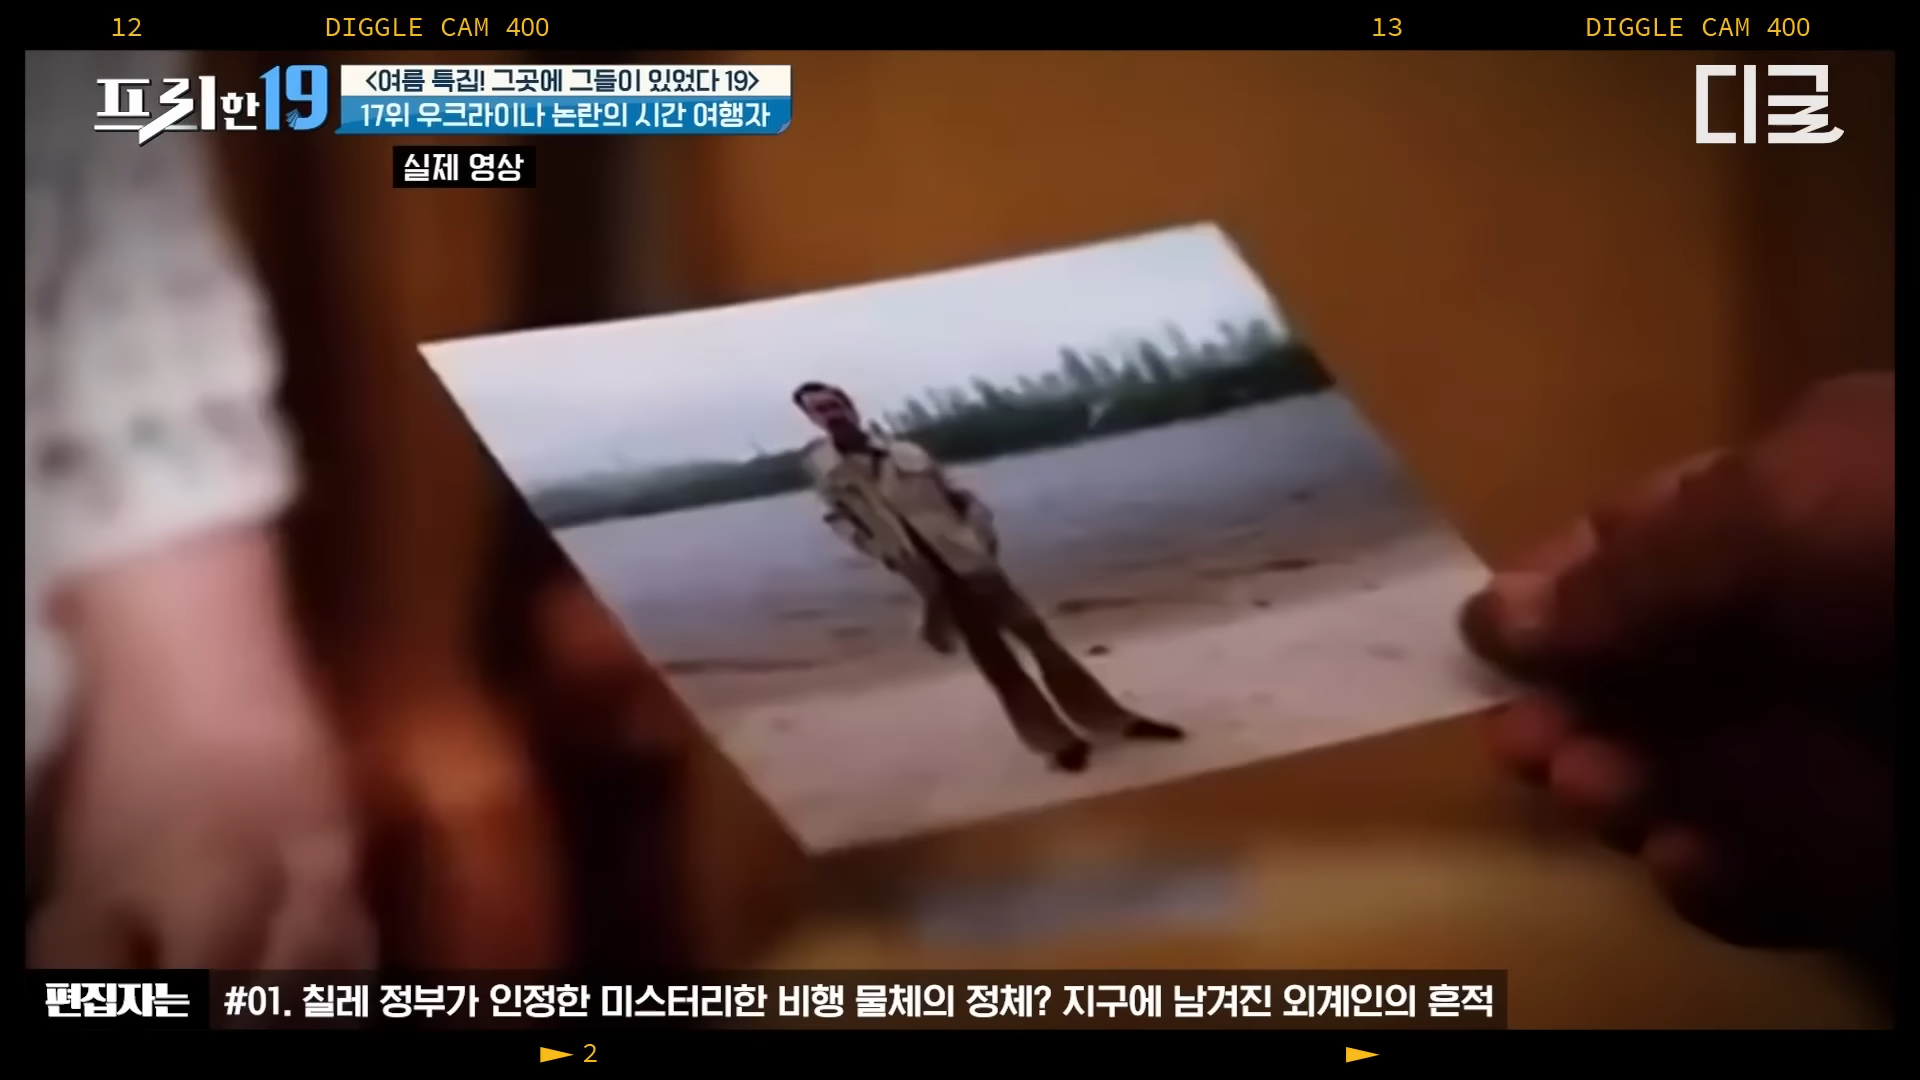 12
DIGGLE CAM 400
13
DIGGLE CAM 400
프리한19
<여름 특집! 그곳에 그들이 있었다 19>
17위 우크라이나 논란의 시간 여행자
디글
실제 영상
편집자는
#01. 칠레 정부가 인정한 미스터리한 비행 물체의 정체? 지구에 남겨진 외계인의 흔적
2